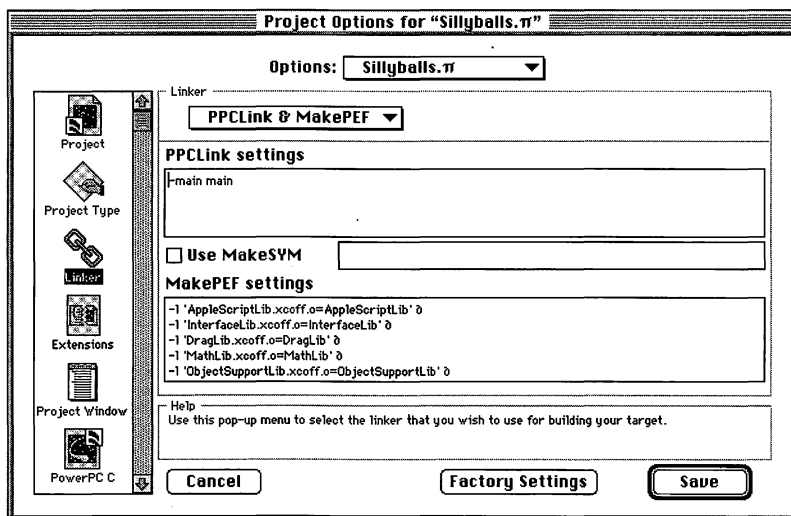 Project Options for “Sillyballs.π”
Options: Sillyballs.π
Project
Project Type
Linker
Extensions
Project Window
PowerPC C
Linker
PPCLink & MakePEF
PPCLink settings
-main main
Use MakeSYM
MakePEF settings
-l 'AppleScriptLib.xcoff.o=AppleScriptLib' ∂
-l 'InterfaceLib.xcoff.o=InterfaceLib' ∂
-l 'DragLib.xcoff.o=DragLib' ∂
-l 'MathLib.xcoff.o=MathLib' ∂
-l 'ObjectSupportLib.xcoff.o=ObjectSupportLib' ∂
Help
Use this pop-up menu to select the linker that you wish to use for building your target.
Cancel
Factory Settings
Save